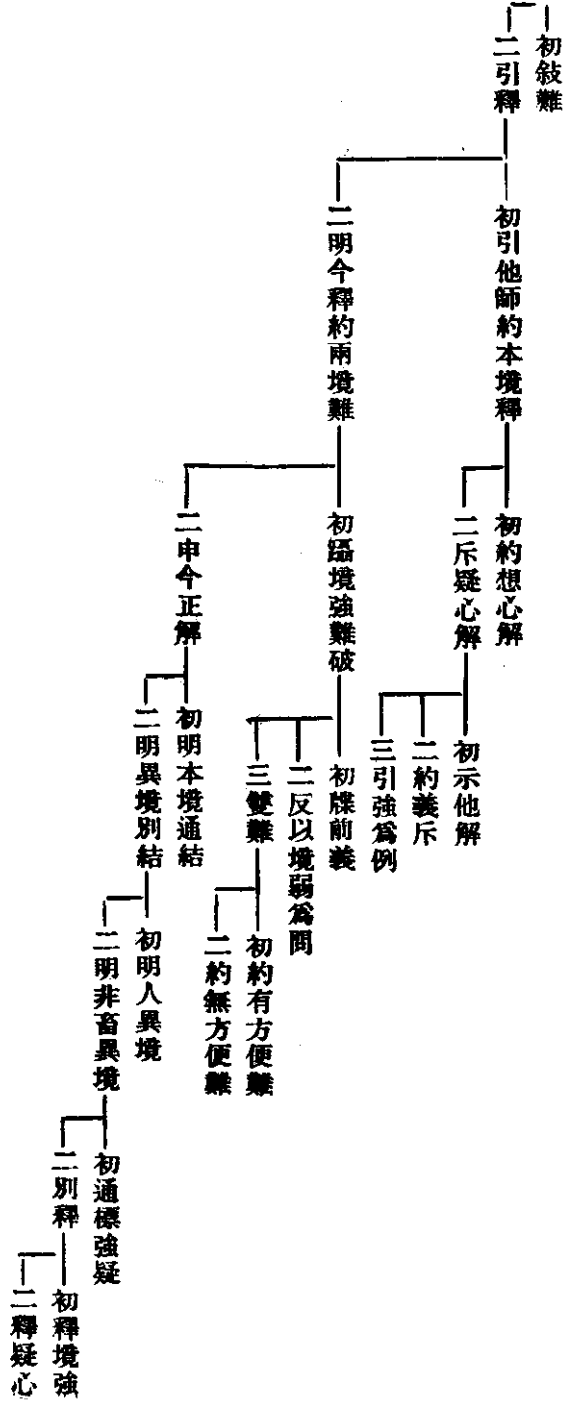 初敍難
二引釋
初引他師約本境釋
二明今釋約兩境難
初約想心解
二斥疑心解
初躡境強難破
二申今正解
初示他解
二約義斥
三引強爲例
初牒前義
二反以境弱爲問
三雙難
初明本境通結
二明異境別結
初約有方便難
二約無方便難
初明人異境
二明非畜異境
初通標強疑
二別釋
初釋境強
二釋疑心